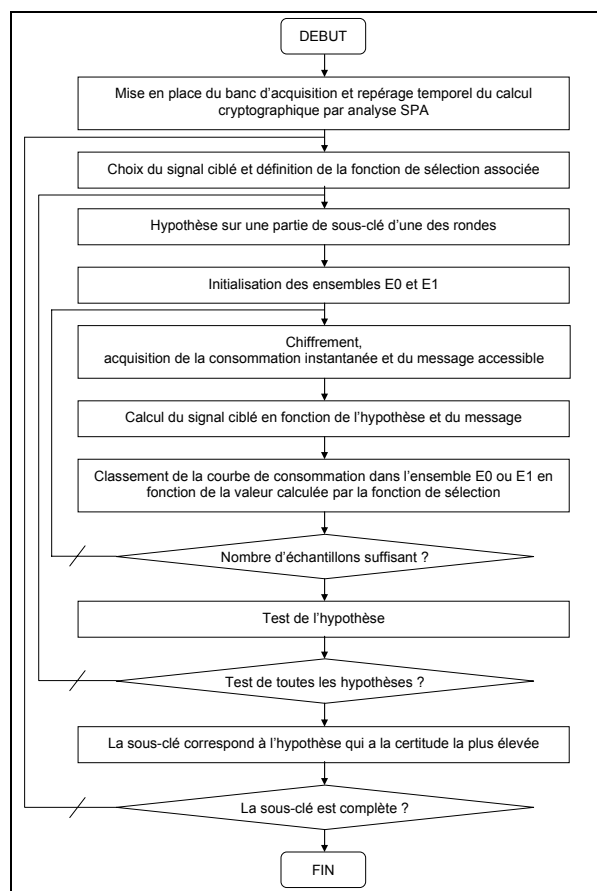 DEBUT
Mise en place du banc d'acquisition et repérage temporel du calcul
cryptographique par analyse SPA
Choix du signal ciblé et définition de la fonction de sélection associée
Hypothèse sur une partie de sous-clé d'une des rondes
Initialisation des ensembles E0 et E1
Chiffrement,
acquisition de la consommation instantanée et du message accessible
Calcul du signal ciblé en fonction de l'hypothèse et du message
Classement de la courbe de consommation dans l'ensemble E0 ou E1 en
fonction de la valeur calculée par la fonction de sélection
Nombre d'échantillons suffisant ?
Test de l'hypothèse
Test de toutes les hypothèses ?
La sous-clé correspond à l'hypothèse qui a la certitude la plus élevée
La sous-clé est complète ?
FIN